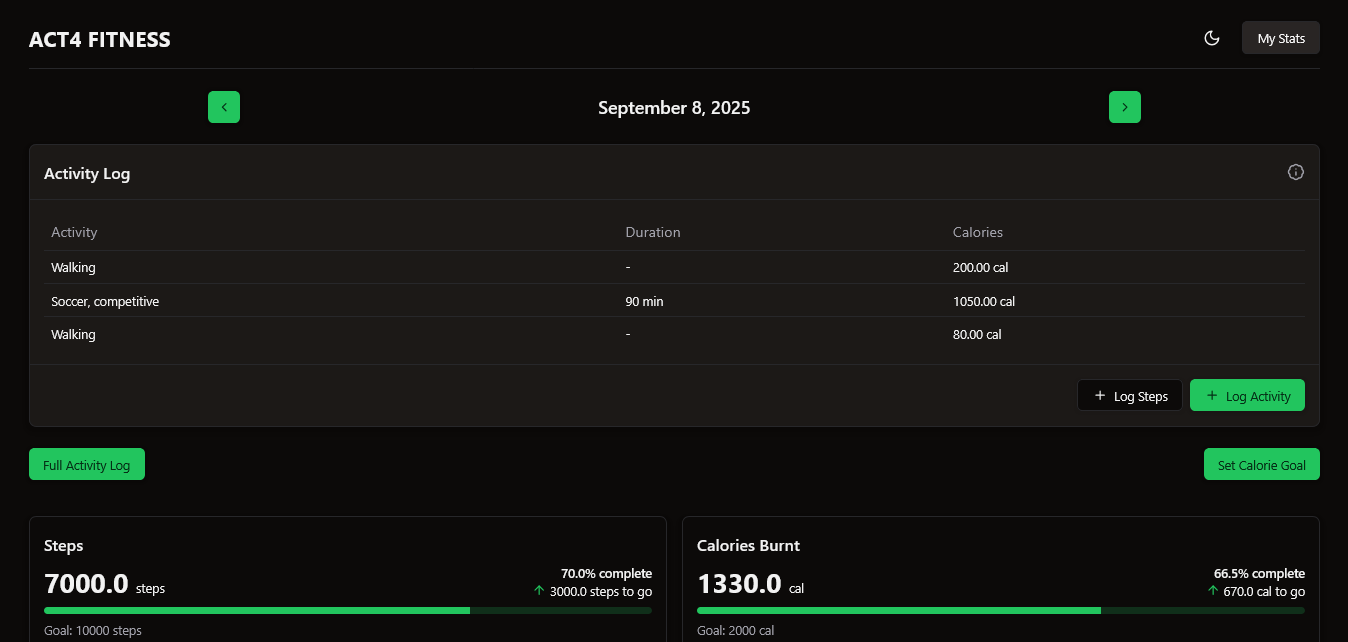 ACT4 FITNESS
My Stats
September 8, 2025
Activity Log
Activity Duration Calories
Walking - 200.00 cal
Soccer, competitive 90 min 1050.00 cal
Walking - 80.00 cal
+ Log Steps + Log Activity
Full Activity Log Set Calorie Goal
Steps
70.0% complete
7000.0 steps
3000.0 steps to go
Goal: 10000 steps
Calories Burnt
66.5% complete
1330.0 cal
670.0 cal to go
Goal: 2000 cal